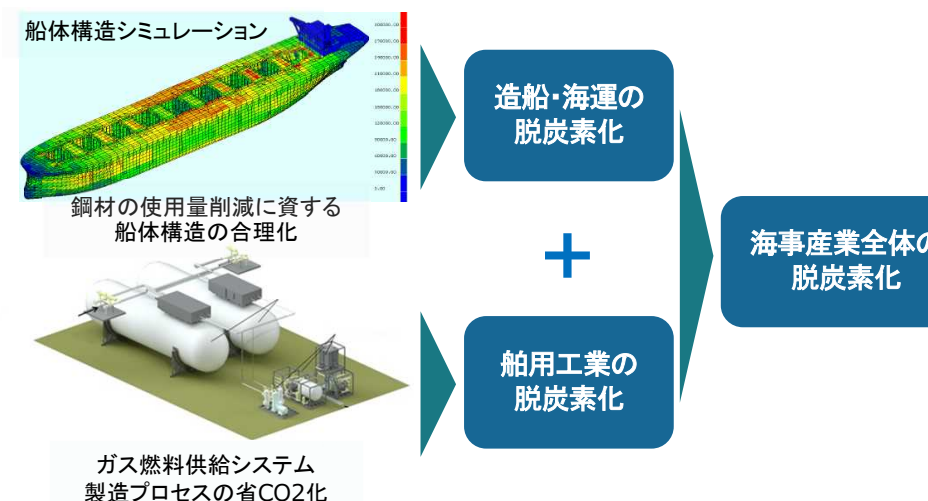 船体構造シミュレーション
鋼材の使用量削減に資する
船体構造の合理化
ガス燃料供給システム
製造プロセスの省CO2化
造船・海運の
脱炭素化
＋
舶用工業の
脱炭素化
海事産業全体の
脱炭素化